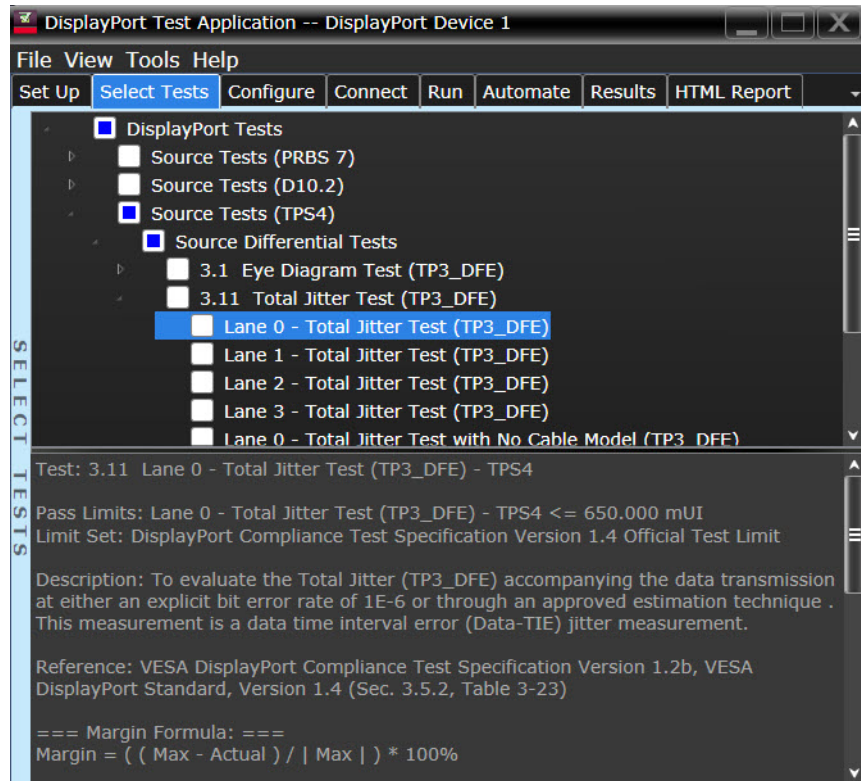 DisplayPort Test Application -- DisplayPort Device 1
File View Tools Help
Set Up Select Tests Configure Connect Run Automate Results HTML Report
SELECT TESTS
DisplayPort Tests
Source Tests (PRBS 7)
Source Tests (D10.2)
Source Tests (TPS4)
Source Differential Tests
3.1 Eye Diagram Test (TP3_DFE)
3.11 Total Jitter Test (TP3_DFE)
Lane 0 - Total Jitter Test (TP3_DFE)
Lane 1 - Total Jitter Test (TP3_DFE)
Lane 2 - Total Jitter Test (TP3_DFE)
Lane 3 - Total Jitter Test (TP3_DFE)
Lane 0 - Total Jitter Test with No Cable Model (TP3_DFE)
Test: 3.11 Lane 0 - Total Jitter Test (TP3_DFE) - TPS4
Pass Limits: Lane 0 - Total Jitter Test (TP3_DFE) - TPS4 <= 650.000 mUI
Limit Set: DisplayPort Compliance Test Specification Version 1.4 Official Test Limit
Description: To evaluate the Total Jitter (TP3_DFE) accompanying the data transmission
at either an explicit bit error rate of 1E-6 or through an approved estimation technique .
This measurement is a data time interval error (Data-TIE) jitter measurement.
Reference: VESA DisplayPort Compliance Test Specification Version 1.2b, VESA
DisplayPort Standard, Version 1.4 (Sec. 3.5.2, Table 3-23)
=== Margin Formula: ===
Margin = ( ( Max - Actual ) / | Max | ) * 100%